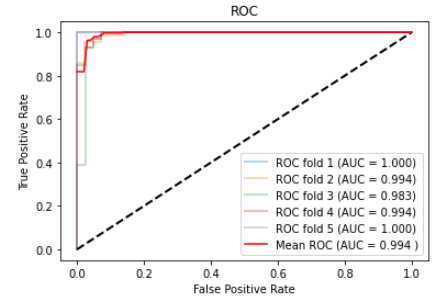 ROC
True Positive Rate
1.0
0.8
0.6
0.4
0.2
0.0
ROC fold 1 (AUC = 1.000)
ROC fold 2 (AUC = 0.994)
ROC fold 3 (AUC = 0.983)
ROC fold 4 (AUC = 0.994)
ROC fold 5 (AUC = 1.000)
Mean ROC (AUC = 0.994 )
0.0 0.2 0.4 0.6 0.8 1.0
False Positive Rate